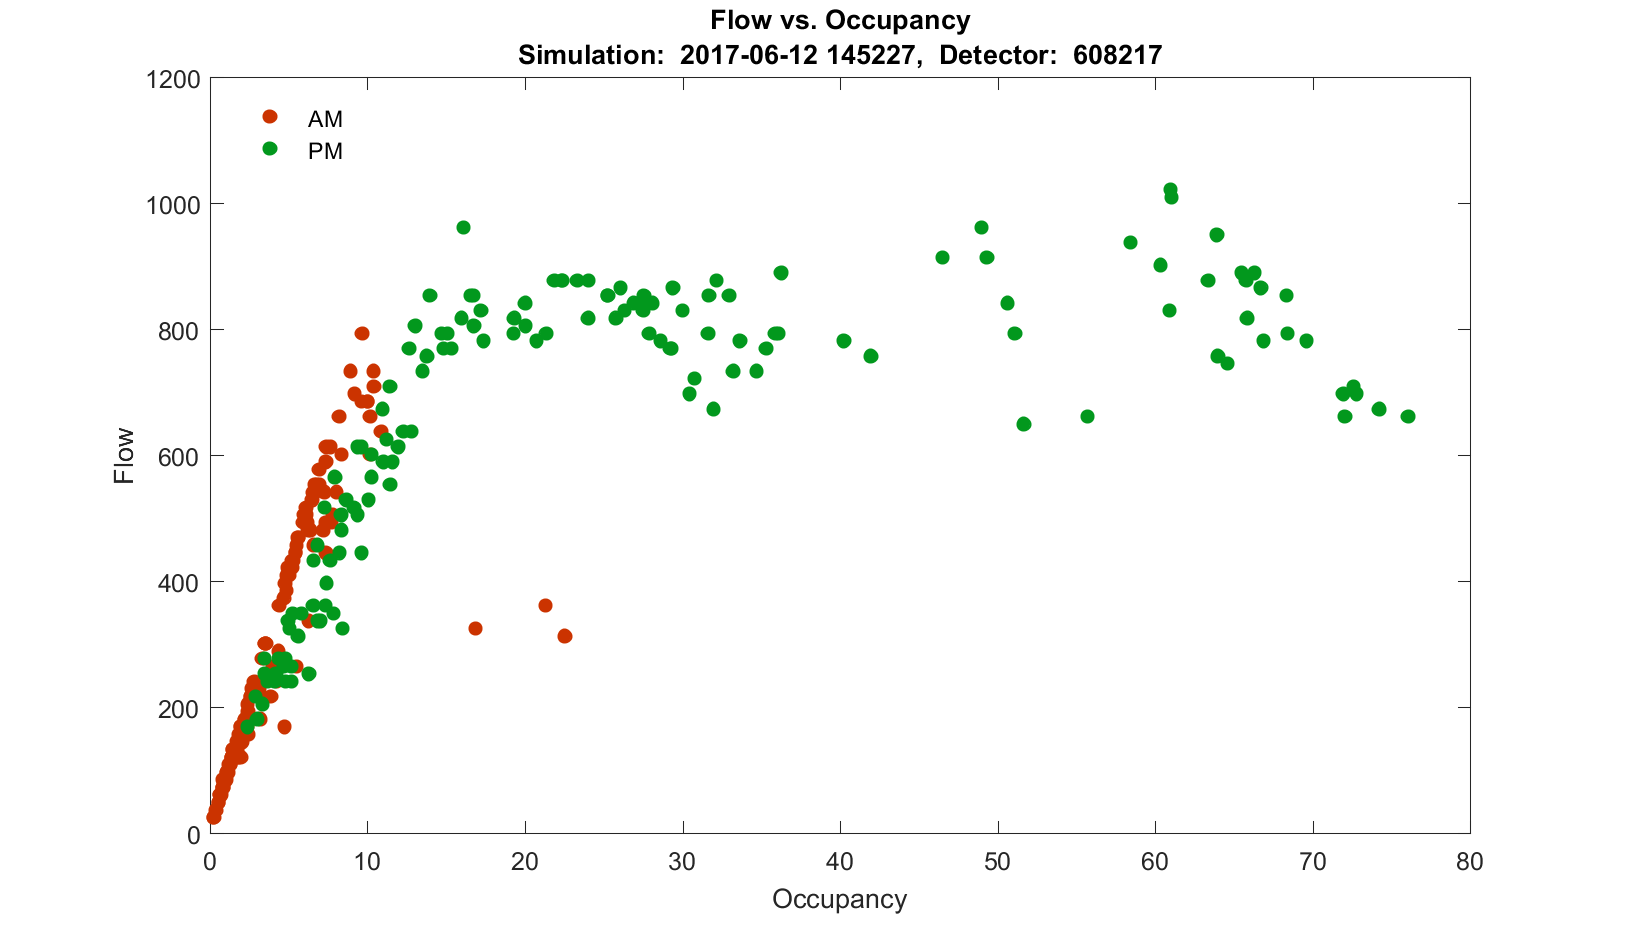 Flow vs. Occupancy
Simulation:  2017-06-12 145227,  Detector:  608217
1200
1000
800
600
400
200
0
Flow
AM
PM
0 10 20 30 40 50 60 70 80
Occupancy